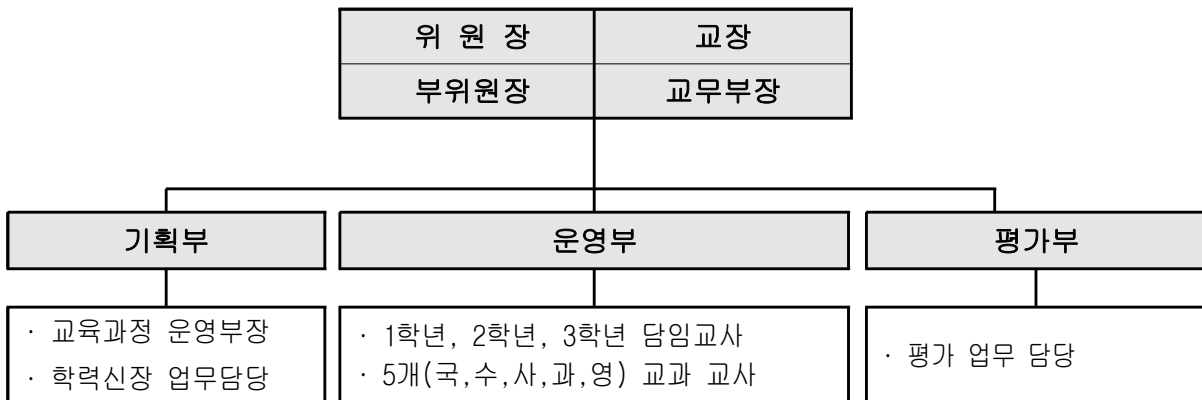 위 원 장 교장
부위원장 교무부장
기획부 운영부 평가부
· 교육과정 운영부장
· 학력신장 업무담당
· 1학년, 2학년, 3학년 담임교사
· 5개(국,수,사,과,영) 교과 교사
· 평가 업무 담당